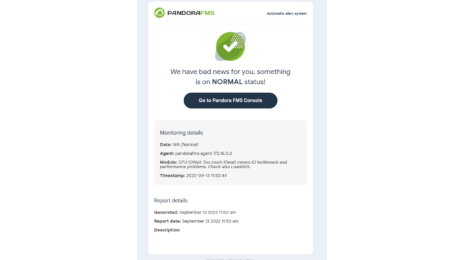 PANDORAFMS
Automatic alert system
We have bad news for you, something
is on NORMAL status!
Go to Pandora FMS Console
Monitoring details
Data: N/A (Normal)
Agent: pandorafms-agent 172.16.0.2
Module: CPU IOWait. Too much IOwait means IO bottleneck and
performance problems. Check also LoadAVG.
Timestamp: 2022-09-13 11:50:44
Report details
Generated: September 13 2022 11:50 am
Report date: September 13 2022 11:50 am
Description: